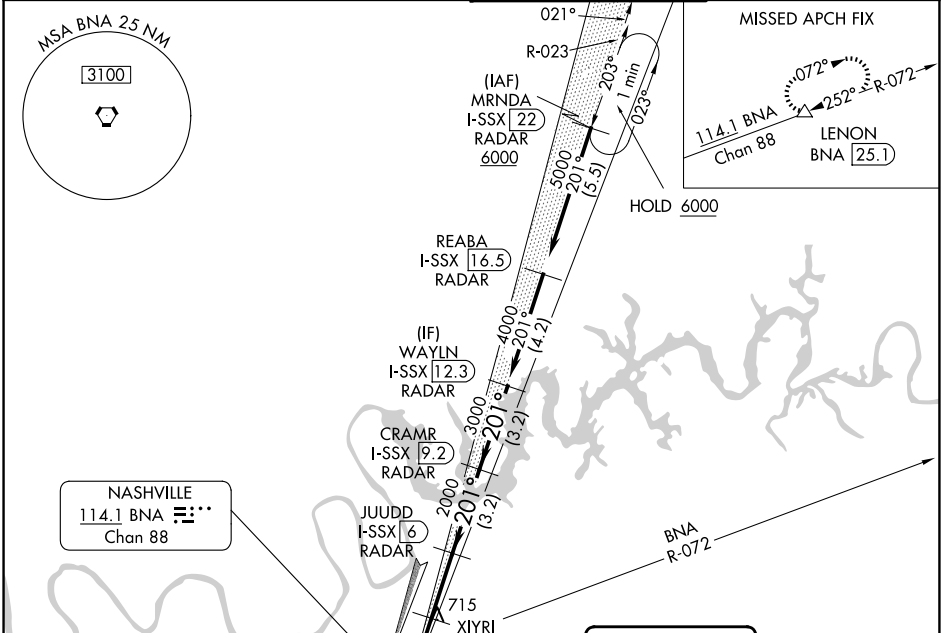 MSA BNA 25 NM
3100
021°
R-023
203°
1 min
023°
(IAF)
MRNDA
I-SSX 22
RADAR
6000
5000
201°
(5.5)
HOLD 6000
MISSED APCH FIX
072°
252°
R-072
114.1 BNA
Chan 88
LENON
BNA 25.1
REABA
I-SSX 16.5
RADAR
4000
201°
(4.2)
(IF)
WAYLN
I-SSX 12.3
RADAR
3000
201°
(3.2)
CRAMR
I-SSX 9.2
RADAR
2000
201°
(3.2)
JUUDD
I-SSX 6
RADAR
NASHVILLE
114.1 BNA
Chan 88
BNA
R-072
715
XIYRI